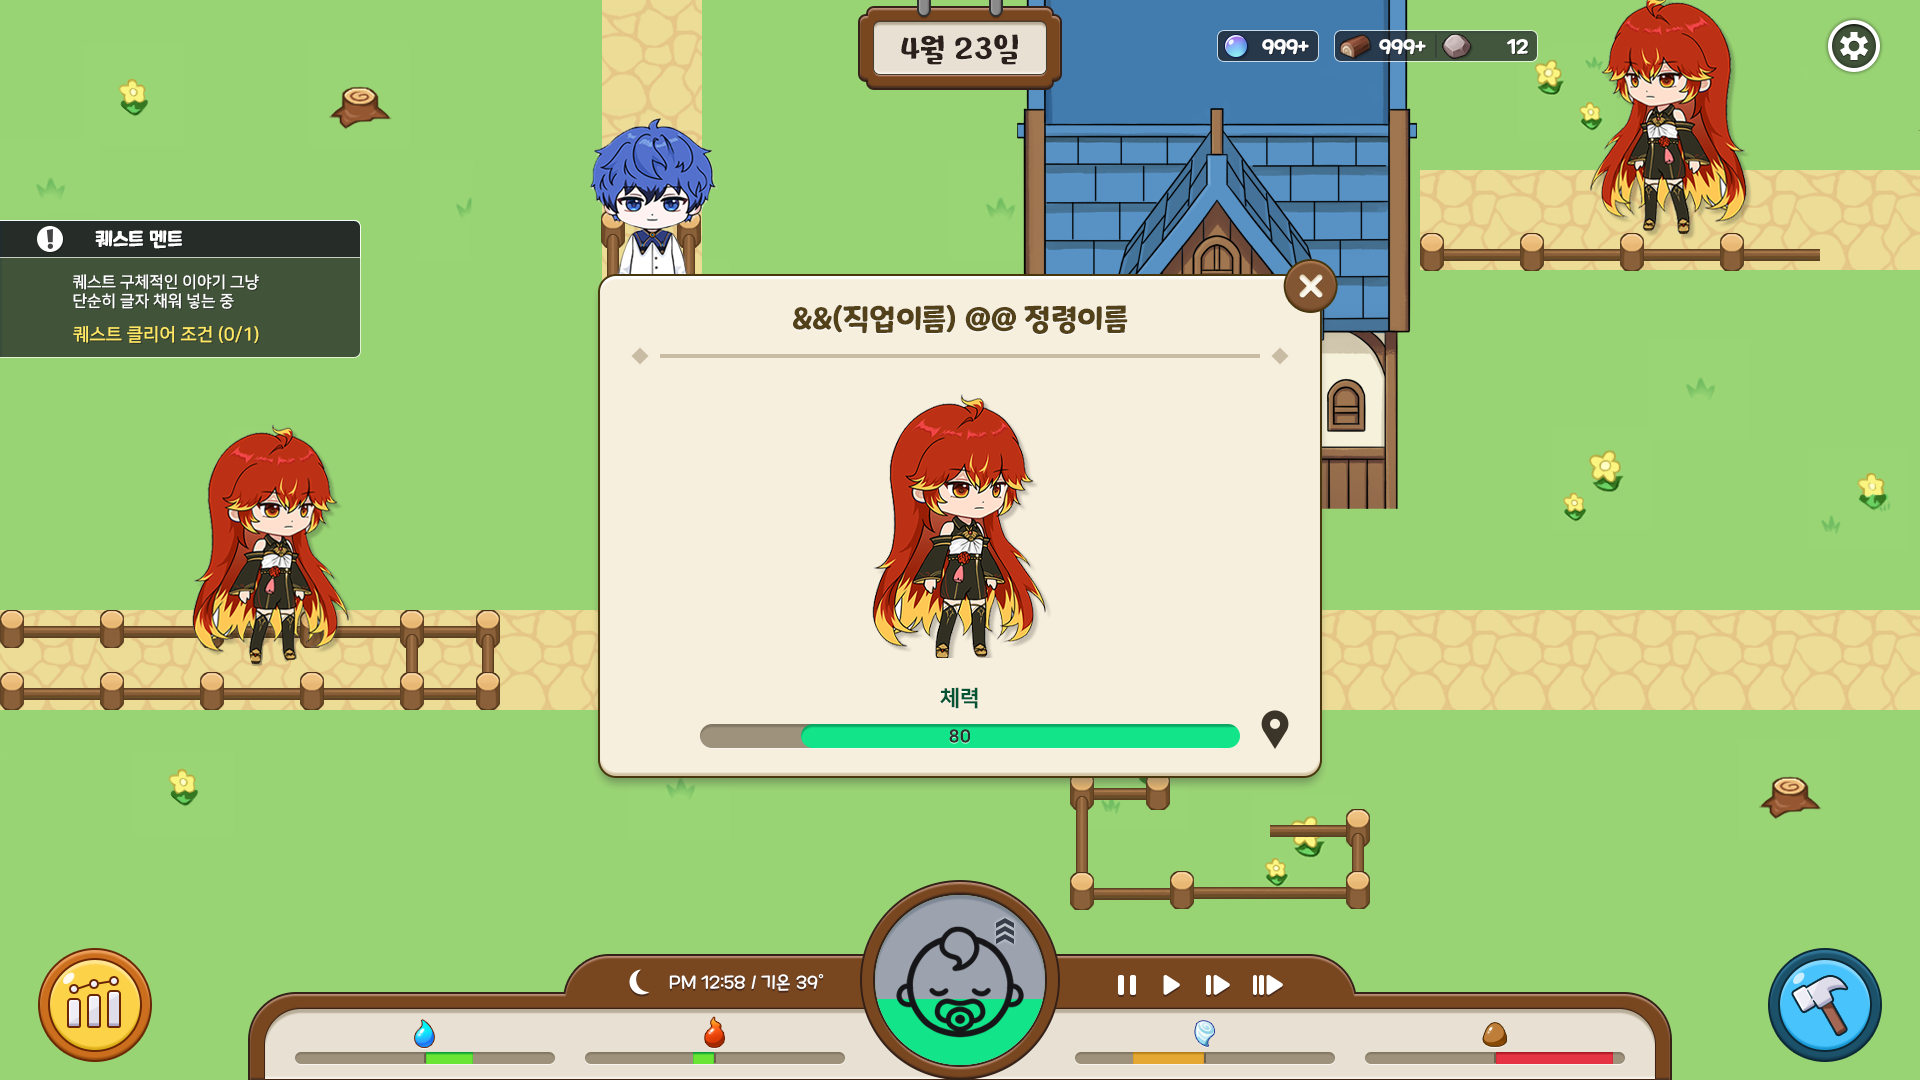 4월 23일
999+
999+
12
퀘스트 멘트
퀘스트 구체적인 이야기 그냥
단순히 글자 채워 넣는 중
퀘스트 클리어 조건 (0/1)
&&(직업이름) @@ 정령이름
체력
80
PM 12:58 / 기온 39°